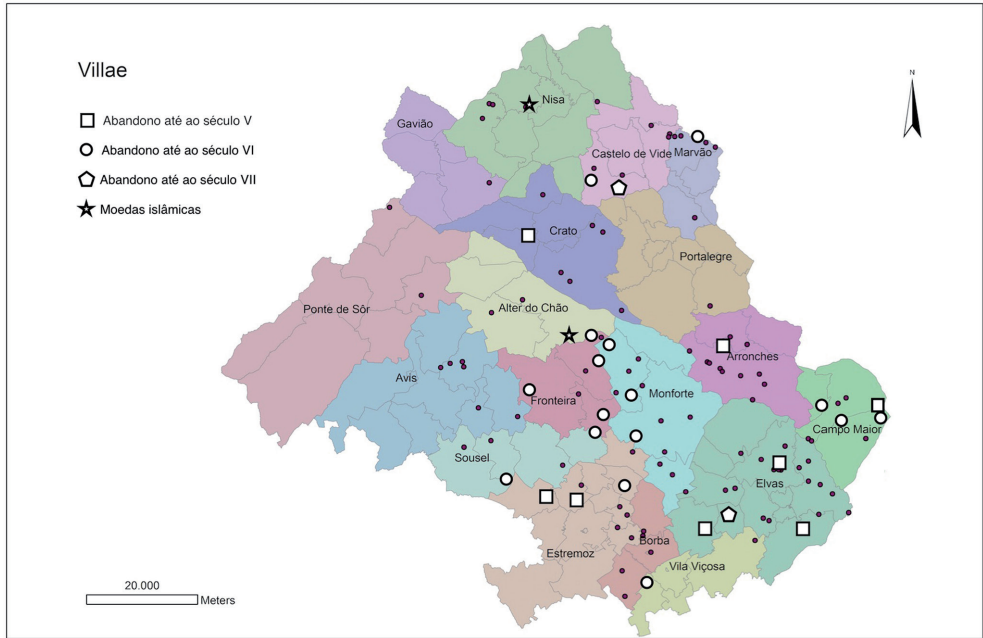 N
Villae
Abandono até ao século V
Abandono até ao século VI
Abandono até ao século VII
Moedas islâmicas
Nisa
Gavião
Castelo de Vide
Marvão
Crato
Portalegre
Ponte de Sôr
Alter do Chão
Arronches
Avis
Fronteira
Monforte
Campo Maior
Sousel
Elvas
Estremoz
Borba
Vila Viçosa
20.000
Meters